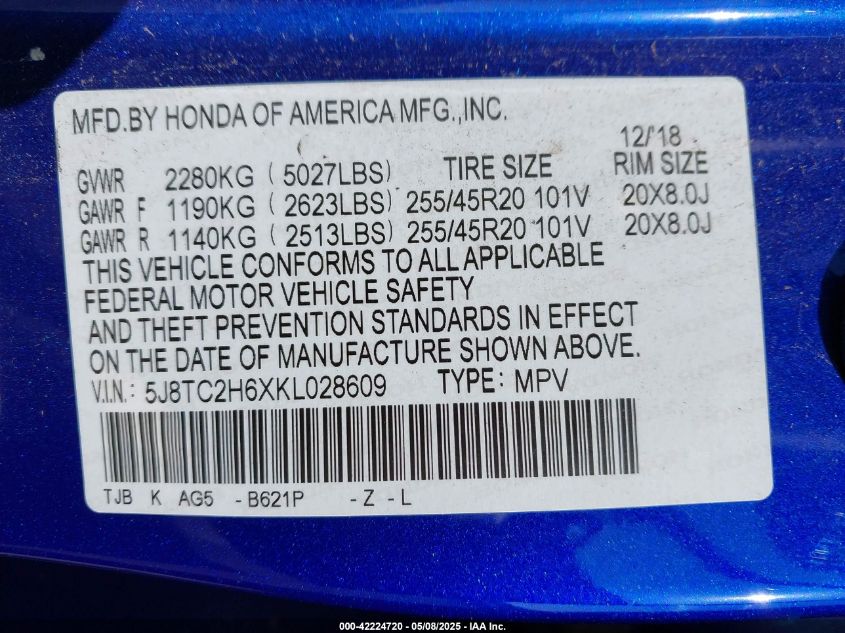 MFD.BY HONDA OF AMERICA MFG.,INC.
12/'18
GVWR 2280KG ( 5027LBS) TIRE SIZE RIM SIZE
GAWR F 1190KG ( 2623LBS) 255/45R20 101V 20X8.0J
GAWR R 1140KG ( 2513LBS) 255/45R20 101V 20X8.0J
THIS VEHICLE CONFORMS TO ALL APPLICABLE
FEDERAL MOTOR VEHICLE SAFETY
AND THEFT PREVENTION STANDARDS IN EFFECT
ON THE DATE OF MANUFACTURE SHOWN ABOVE.
V.I.N.: 5J8TC2H6XKL028609 TYPE: MPV
TJB K AG5 -B621P -Z -L
000-42224720 — 05/08/2025 - IAA Inc.